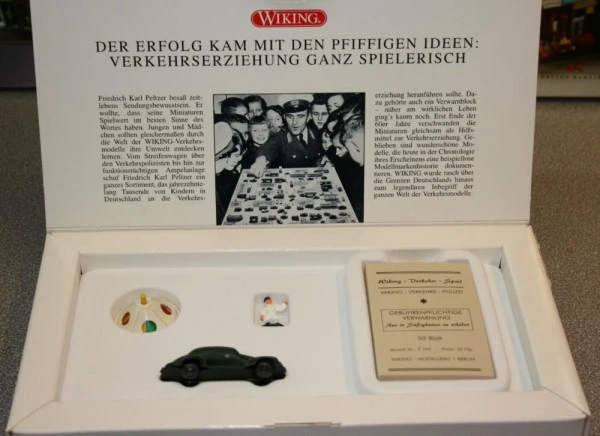 WIKING
DER ERFOLG KAM MIT DEN PFIFFIGEN IDEEN:
VERKEHRSERZIEHUNG GANZ SPIELERISCH
Friedrich Karl Peltzer besaß zeit-
lebens Sendungsbewusstsein. Er
wollte, dass seine Miniaturen
Spielwert im besten Sinne des
Wortes haben. Jungen und Mäd-
chen sollten gleichermaßen durch
die Welt der WIKING-Verkehrs-
modelle ihre Umwelt entdecken
lernen. Vom Streifenwagen über
den Verkehrspolizisten bis hin zur
funktionstüchtigen Ampelanlage
schuf Friedrich Karl Peltzer ein
ganzes Sortiment, das jahrzehnte-
lang Tausende von Kindern in
Deutschland an die Verkehrs-
erziehung heranführen sollte. Da-
zu gehörte auch ein Verwarnblock
- näher am wirklichen Leben
ging's kaum noch. Erst Ende der
60er Jahre verschwanden die
Miniaturen gleichsam als Hilfs-
mittel zur Verkehrserziehung. Ge-
blieben sind wunderschöne Mo-
delle, die heute in der Chronologie
ihres Erscheinens eine beispiellose
Modellmarkenhistorie dokumen-
tieren. WIKING wurde rasch über
die Grenzen Deutschlands hinaus
zum legendären Inbegriff der
ganzen Welt der Verkehrsmodelle.
Wiking - Verkehrs - Spiel
WIKING - VERKEHRS - POLIZEI
GEBÜHRENPFLICHTIGE
VERWARNUNG
50 Blatt
WIKING - MODELLBAU • BERLIN